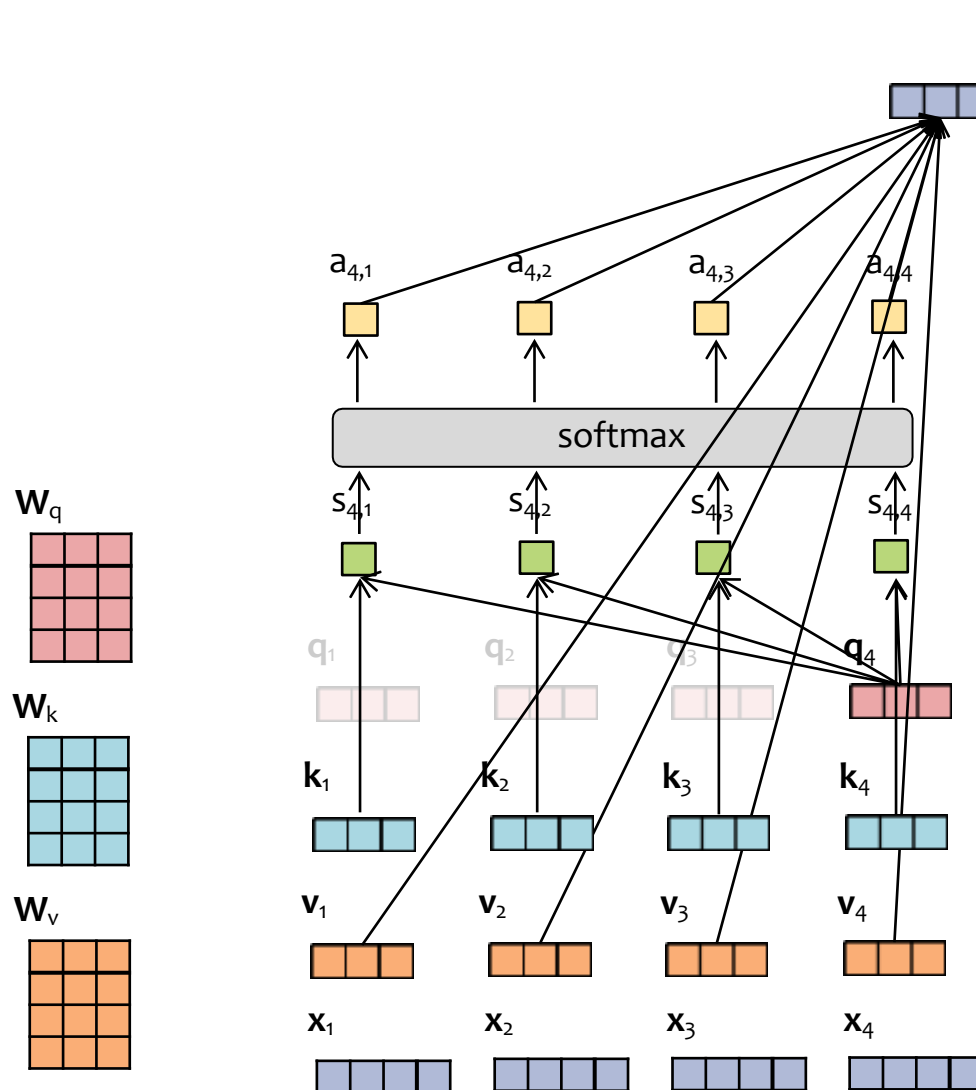 a4,1 a4,2 a4,3 a4,4
softmax
Wq s4,1 s4,2 s4,3 s4,4
q1 q2 q3 q4
Wk
k1 k2 k3 k4
Wv v1 v2 v3 v4
x1 x2 x3 x4